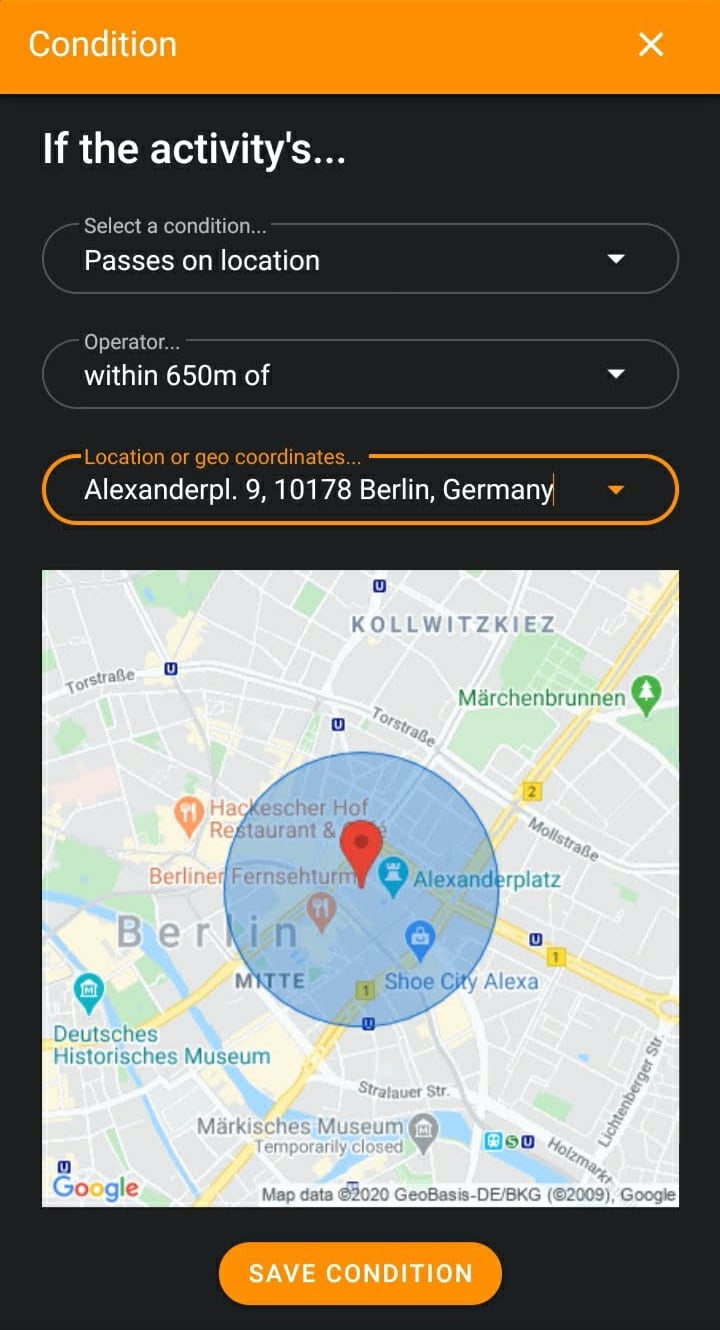 Condition
If the activity's...
Select a condition...
Passes on location
Operator...
within 650m of
Location or geo coordinates...
Alexanderpl. 9, 10178 Berlin, Germany
U
KOLLWITZKIEZ
Torstraße
U
Märchenbrunnen
U
Torstraße
2
Hackescher Hof
Restaurant & Café
Mollstraße
Berliner Fernsehturm
Alexanderplatz
Berlin
U
1
MITTE
1
Shoe City Alexa
U
Deutsches
Historisches Museum
Stralauer Str.
Lichtenberger Str.
Märkisches Museum
Temporarily closed
S
U
Holzmarkt
U
Google
Map data ©2020 GeoBasis-DE/BKG (©2009), Google
SAVE CONDITION